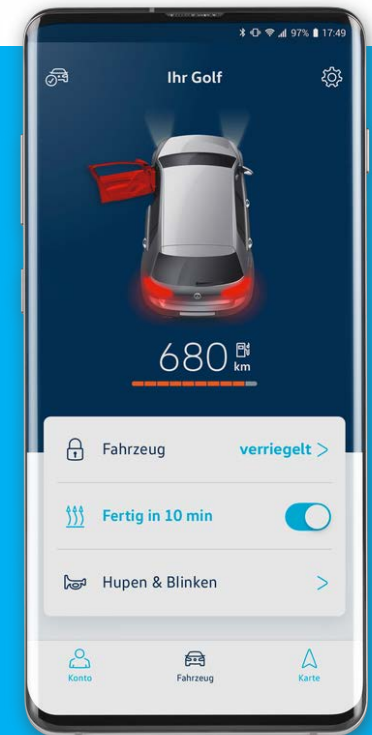 97% 17:49
Ihr Golf
680 km
Fahrzeug verriegelt >
Fertig in 10 min
Hupen & Blinken >
Konto Fahrzeug Karte